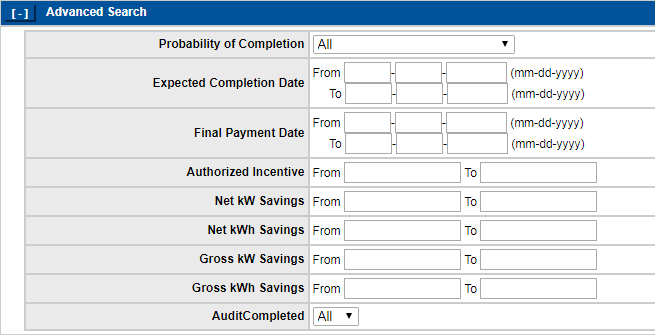 [-] Advanced Search
Probability of Completion All
Expected Completion Date From - - (mm-dd-yyyy)
To - - (mm-dd-yyyy)
Final Payment Date From - - (mm-dd-yyyy)
To - - (mm-dd-yyyy)
Authorized Incentive From To
Net kW Savings From To
Net kWh Savings From To
Gross kW Savings From To
Gross kWh Savings From To
AuditCompleted All